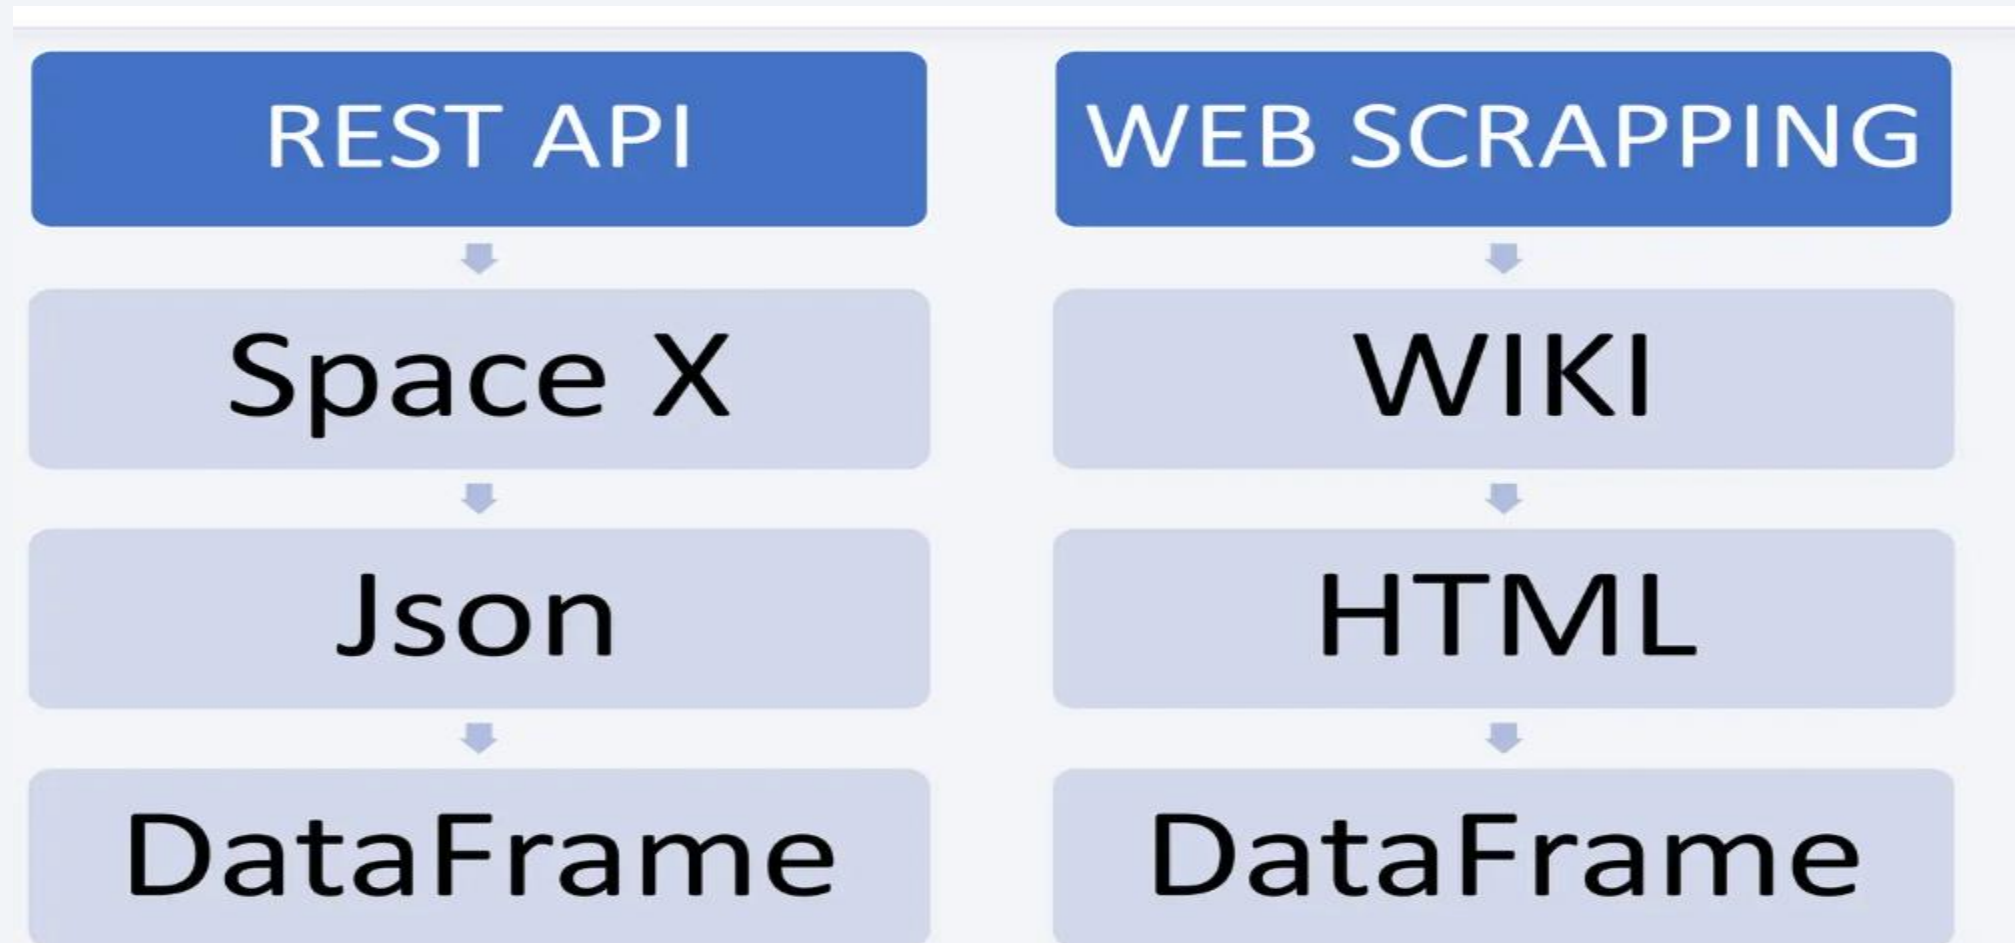 REST API
Space X
Json
DataFrame
WEB SCRAPPING
WIKI
HTML
DataFrame